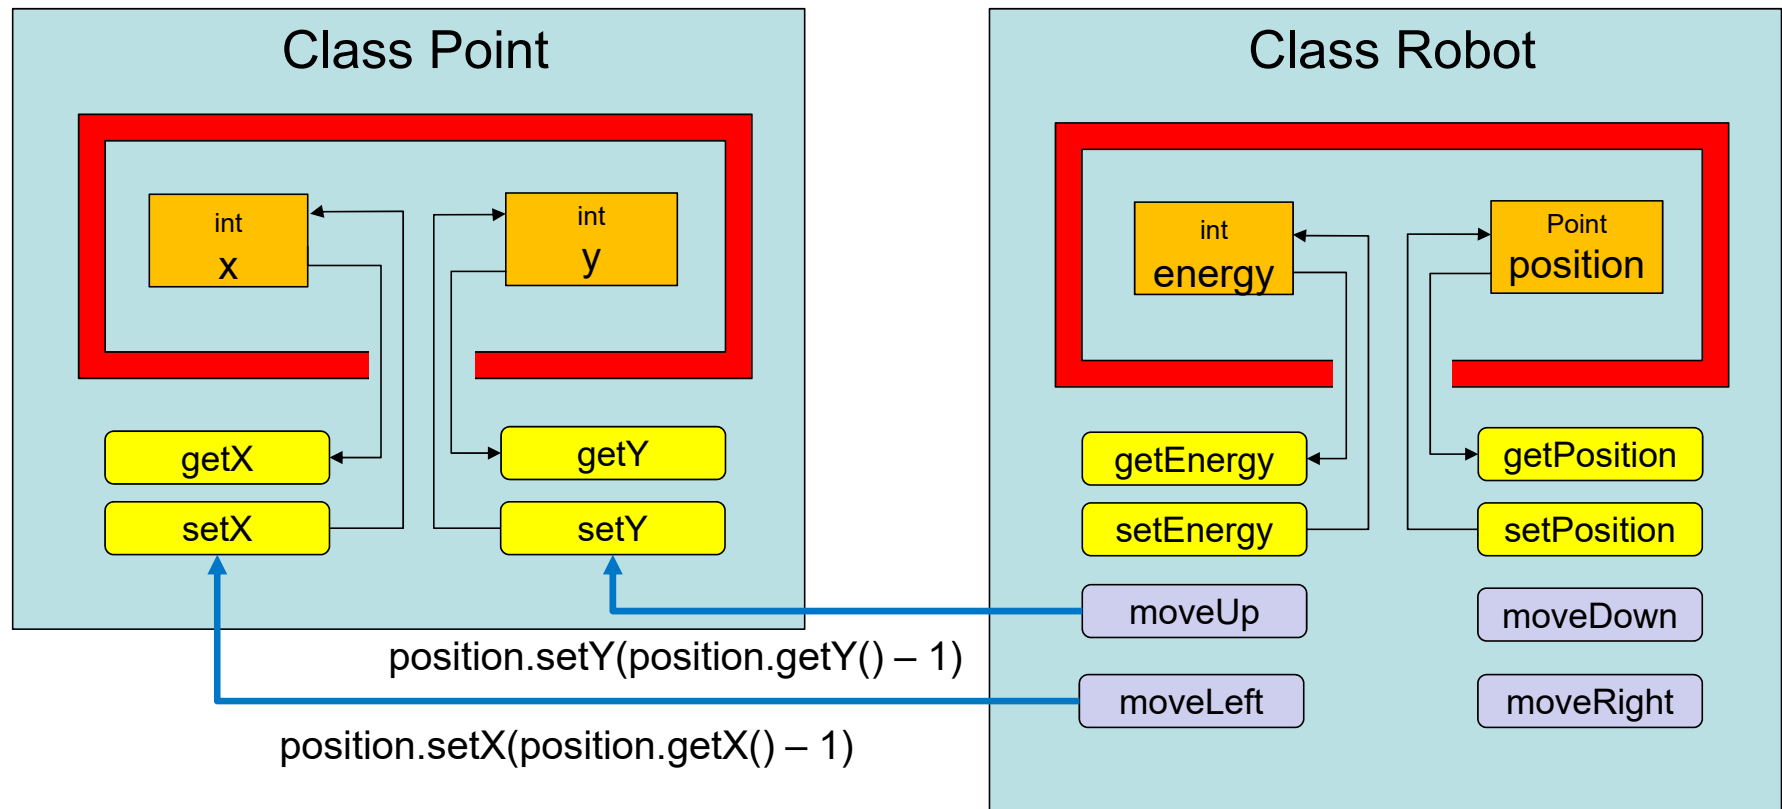 Class Point
int
x
int
y
getX
getY
setX
setY
Class Robot
int
energy
Point
position
getEnergy
getPosition
setEnergy
setPosition
moveUp
moveDown
position.setY(position.getY() – 1)
moveLeft
moveRight
position.setX(position.getX() – 1)